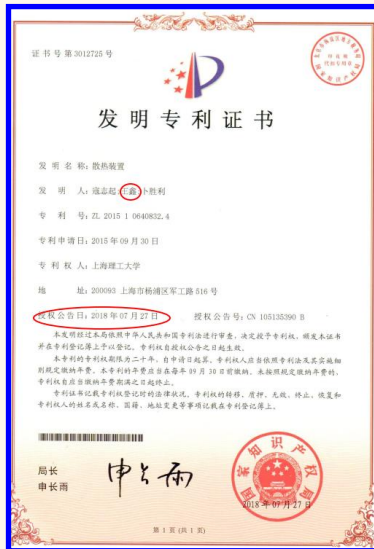 证书号第3012725号
发明专利证书
发 明 名 称：散热装置
发 明 人：寇志起；王鑫；卜胜利
专 利 号：ZL 2015 1 0640832.4
专利申请日：2015年09月30日
专 利 权 人：上海理工大学
地 址：200093 上海市杨浦区军工路516号
授权公告日：2018年07月27日 授权公告号：CN 105135390 B
本发明经过本局依照中华人民共和国专利法进行审查，决定授予专利权，颁发本证书
并在专利登记簿上予以登记。专利权自授权公告之日起生效。
本专利的专利权期限为二十年，自申请日起算。专利权人应当依照专利法及其实施细
则规定缴纳年费。本专利的年费应当在每年09月30日前缴纳。未按照规定缴纳年费的，
专利权自应当缴纳年费期满之日起终止。
专利证书记载专利权登记时的法律状况。专利权的转移、质押、无效、终止、恢复和
专利权人的姓名或名称、国籍、地址变更等事项记载在专利登记簿上。
局长
申长雨
申长雨
国家知识产权局
2018年07月27日
第1页（共1页）